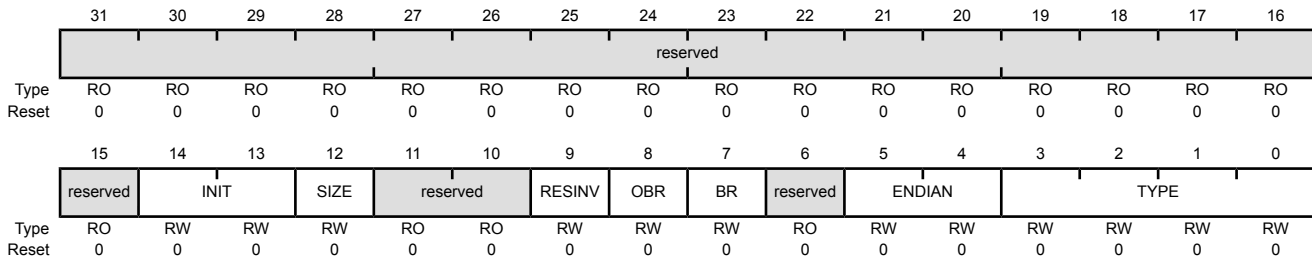 31 30 29 28 27 26 25 24 23 22 21 20 19 18 17 16
reserved
Type RO RO RO RO RO RO RO RO RO RO RO RO RO RO RO RO
Reset 0 0 0 0 0 0 0 0 0 0 0 0 0 0 0 0
15 14 13 12 11 10 9 8 7 6 5 4 3 2 1 0
reserved INIT SIZE reserved RESINV OBR BR reserved ENDIAN TYPE
Type RO RW RW RW RO RO RW RW RW RO RW RW RW RW RW RW
Reset 0 0 0 0 0 0 0 0 0 0 0 0 0 0 0 0